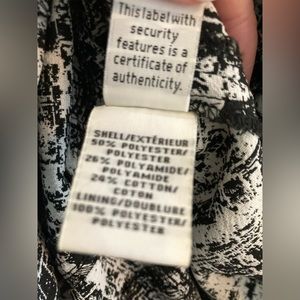 This label with
security
features is a
certificate of
authenticity.
SHELL/EXTÉRIEUR
50% POLYESTER/
POLYESTER
26% POLYAMIDE/
POLYAMIDE
24% COTTON/
COTON
LINING/DOUBLURE
100% POLYESTER/
POLYESTER